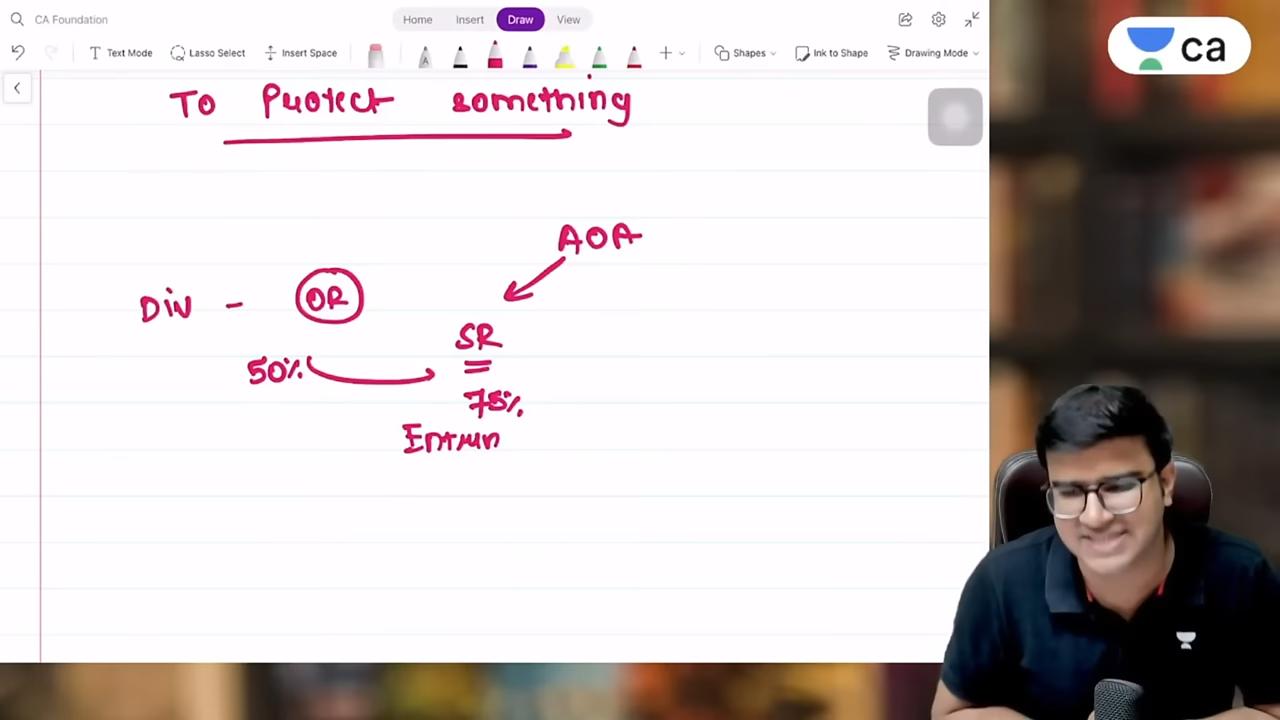 CA Foundation
Home Insert Draw View
Text Mode Lasso Select Insert Space Shapes Ink to Shape Drawing Mode
ca
To Protect something
AOA
Div - OR
SR
50%
75%
Entren